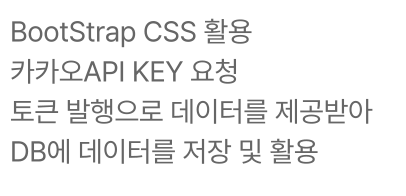 BootStrap CSS 활용
카카오API KEY 요청
토큰 발행으로 데이터를 제공받아
DB에 데이터를 저장 및 활용